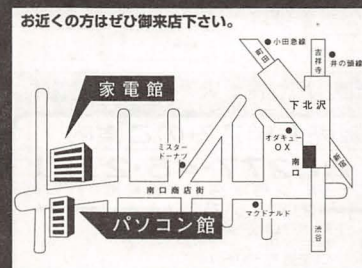 お近くの方はぜひ御来店下さい。
小田急線
井の頭線
吉祥寺
下北沢
家電館
オダキューOX
ミスタードーナツ
南口
南口商店街
マクドナルド
パソコン館
渋谷